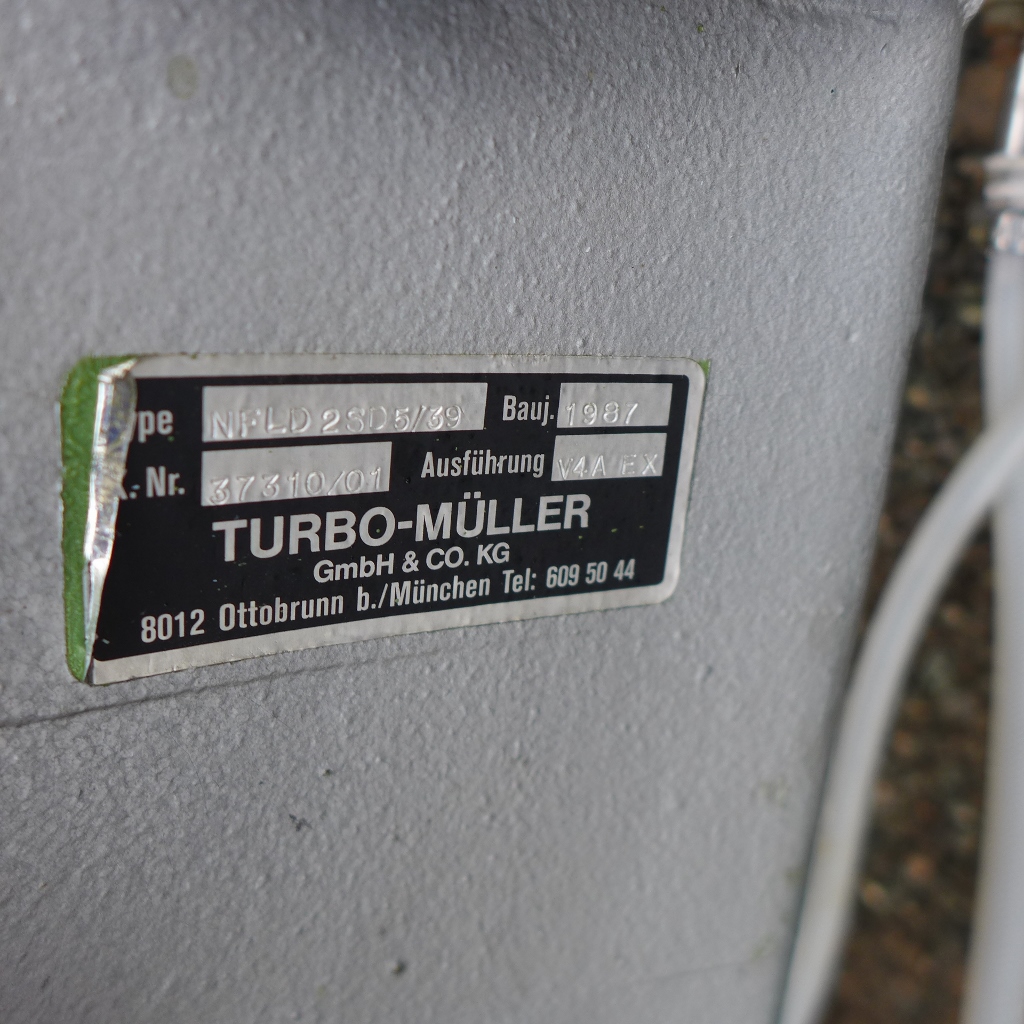 ype NFLD 2SD5/39 Bauj. 1987
K.-Nr. 37310/01 Ausführung V4A EX
TURBO-MÜLLER
GmbH & CO. KG
8012 Ottobrunn b./München Tel: 609 50 44